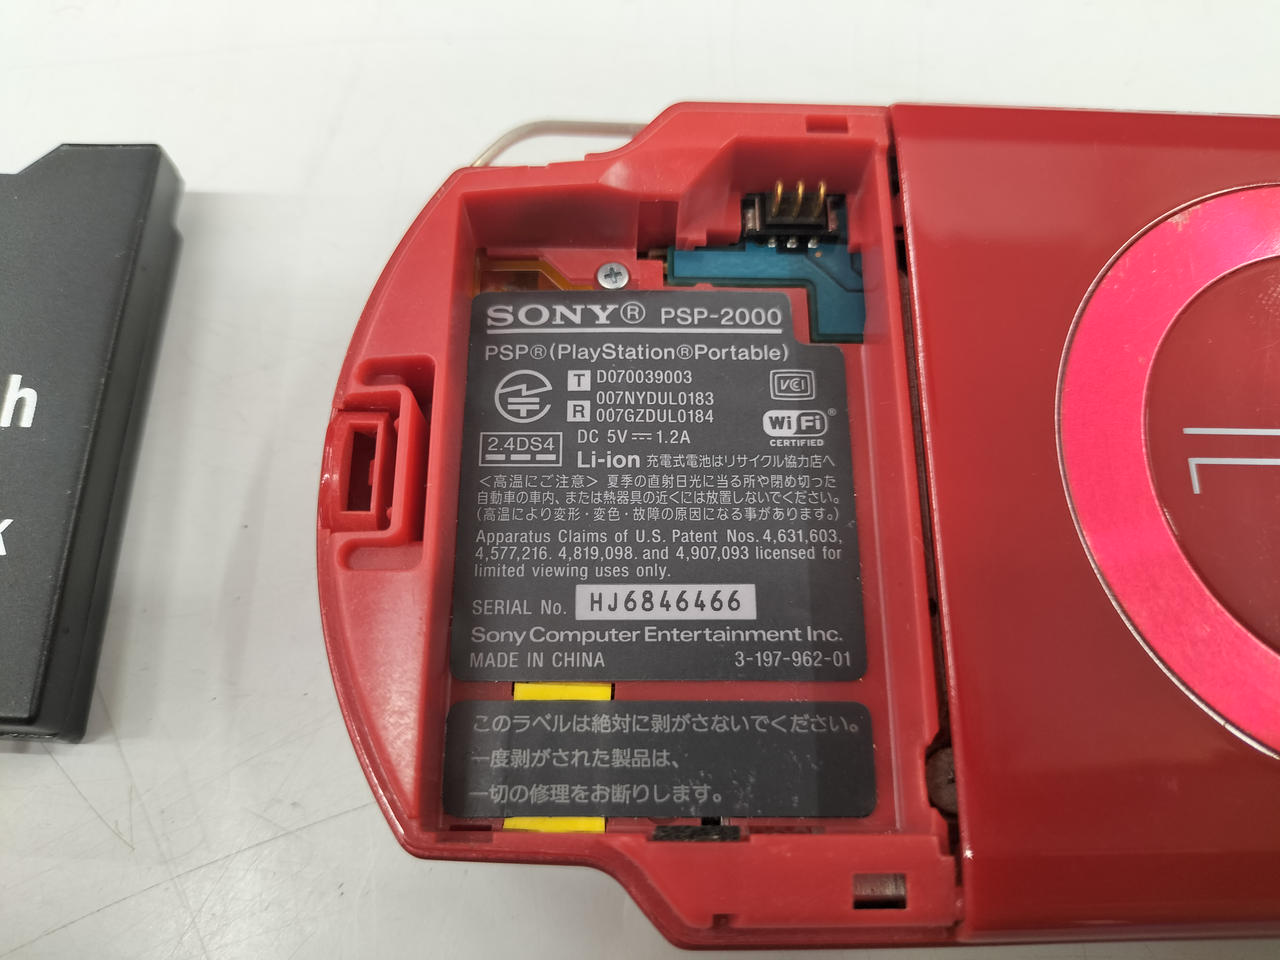 SONY® PSP-2000
PSP®(PlayStation®Portable)
T D070039003
007NYDUL0183
R 007GZDUL0184
VCI
Wi Fi®
CERTIFIED
DC 5V 1.2A
2.4DS4
Li-ion 充電式電池はリサイクル協力店へ
<高温にご注意> 夏季の直射日光に当る所や閉め切った
自動車の車内、または熱器具の近くには放置しないでください。
(高温により変形・変色・故障の原因になる事があります。)
Apparatus Claims of U.S. Patent Nos. 4,631,603,
4,577,216. 4,819,098. and 4,907,093 licensed for
limited viewing uses only.
SERIAL No. HJ6846466
Sony Computer Entertainment Inc.
MADE IN CHINA 3-197-962-01
このラベルは絶対に剥がさないでください。
一度剥がされた製品は、
一切の修理をお断りします。
h
k